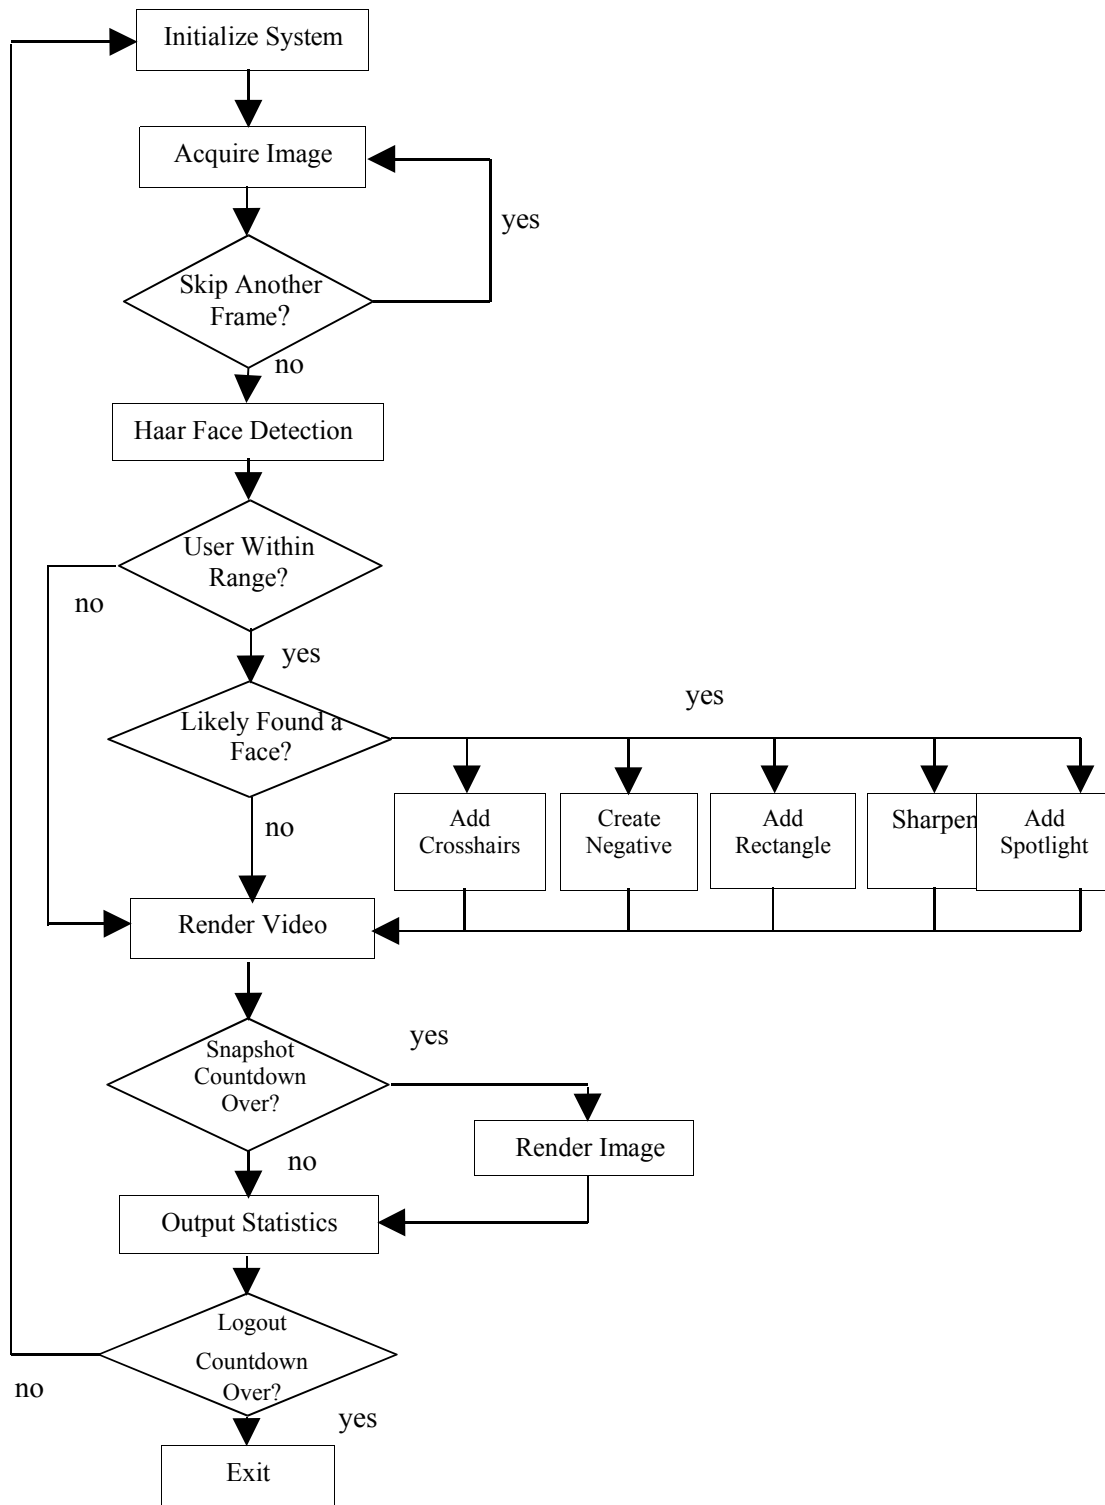 Initialize System
Acquire Image
yes
Skip Another
Frame?
no
Haar Face Detection
User Within
Range?
no
yes
Likely Found a
Face?
yes
no
Add
Crosshairs
Create
Negative
Add
Rectangle
Sharpen
Add
Spotlight
Render Video
Snapshot
Countdown
Over?
yes
no
Render Image
Output Statistics
Logout
Countdown
Over?
no
yes
Exit